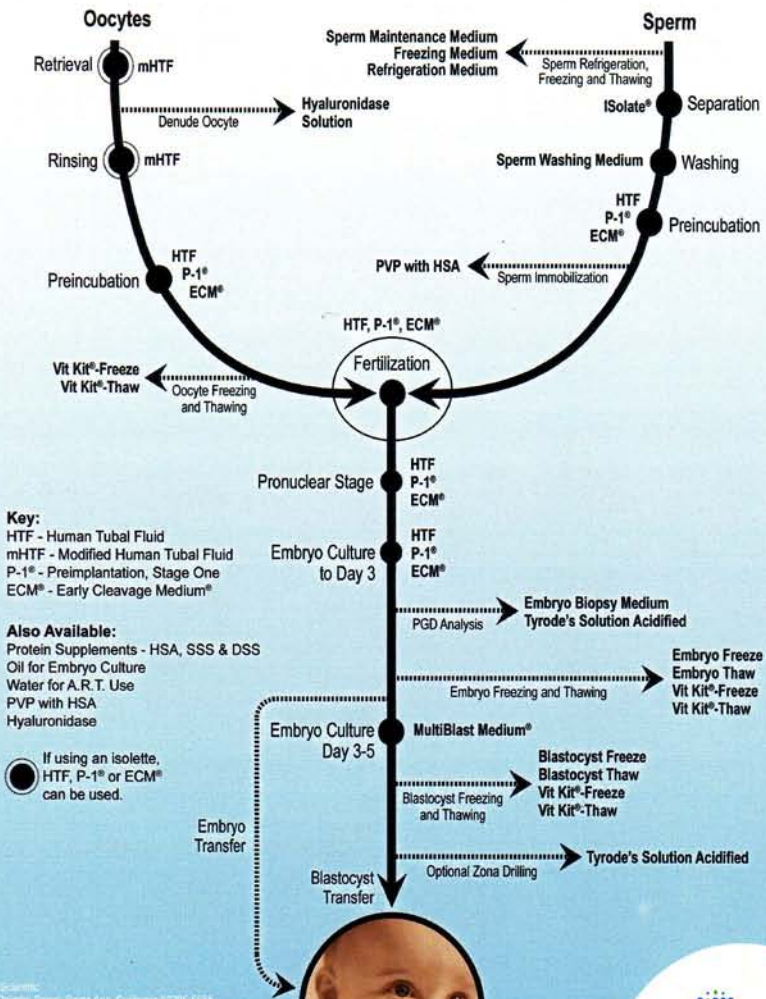 Oocytes
Sperm
Retrieval
mHTF
Sperm Maintenance Medium
Freezing Medium
Refrigeration Medium
Sperm Refrigeration,
Freezing and Thawing
Denude Oocyte
Hyaluronidase
Solution
ISolate®
Separation
Rinsing
mHTF
Sperm Washing Medium
Washing
HTF
P-1®
ECM®
Preincubation
Preincubation
HTF
P-1®
ECM®
PVP with HSA
Sperm Immobilization
HTF, P-1®, ECM®
Fertilization
Vit Kit®-Freeze
Vit Kit®-Thaw
Oocyte Freezing
and Thawing
Pronuclear Stage
HTF
P-1®
ECM®
Embryo Culture
to Day 3
HTF
P-1®
ECM®
Key:
HTF - Human Tubal Fluid
mHTF - Modified Human Tubal Fluid
P-1® - Preimplantation, Stage One
ECM® - Early Cleavage Medium®
PGD Analysis
Embryo Biopsy Medium
Tyrode's Solution Acidified
Also Available:
Protein Supplements - HSA, SSS & DSS
Oil for Embryo Culture
Water for A.R.T. Use
PVP with HSA
Hyaluronidase
Embryo Freezing and Thawing
Embryo Freeze
Embryo Thaw
Vit Kit®-Freeze
Vit Kit®-Thaw
Embryo Culture
Day 3-5
MultiBlast Medium®
If using an isolette,
HTF, P-1® or ECM®
can be used.
Blastocyst Freezing
and Thawing
Blastocyst Freeze
Blastocyst Thaw
Vit Kit®-Freeze
Vit Kit®-Thaw
Embryo
Transfer
Optional Zona Drilling
Tyrode's Solution Acidified
Blastocyst
Transfer
Scientific